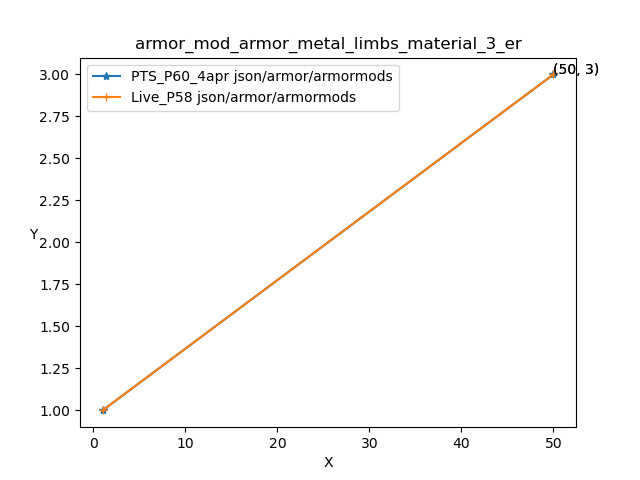 armor_mod_armor_metal_limbs_material_3_er
PTS_P60_4apr json/armor/armormods
Live_P58 json/armor/armormods
(50, 3)
3.00
2.75
2.50
2.25
Y
2.00
1.75
1.50
1.25
1.00
0 10 20 30 40 50
X